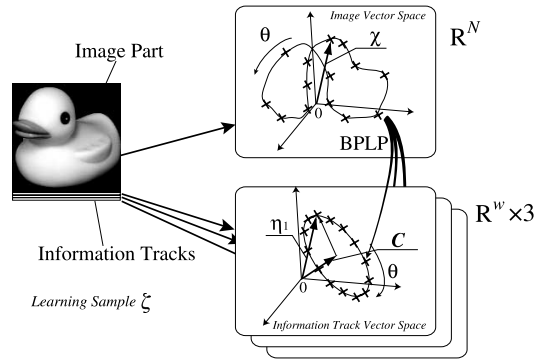 Image Vector Space
R^N
θ
χ
Image Part
0
BPLP
R^w×3
η1
C
Information Tracks
θ
0
Learning Sample ζ
Information Track Vector Space